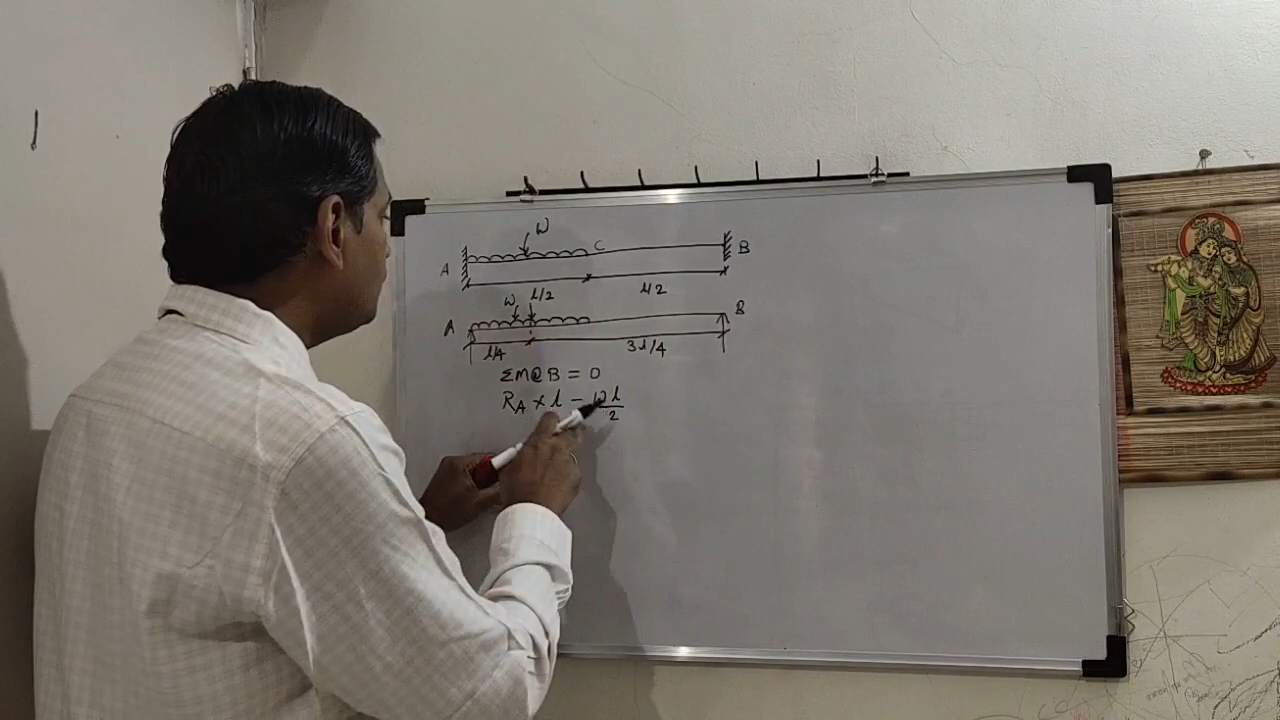 W
A C B
l/2 l/2
W
A B
l/4 3l/4
ΣM@B = 0
RA × l - wl/2